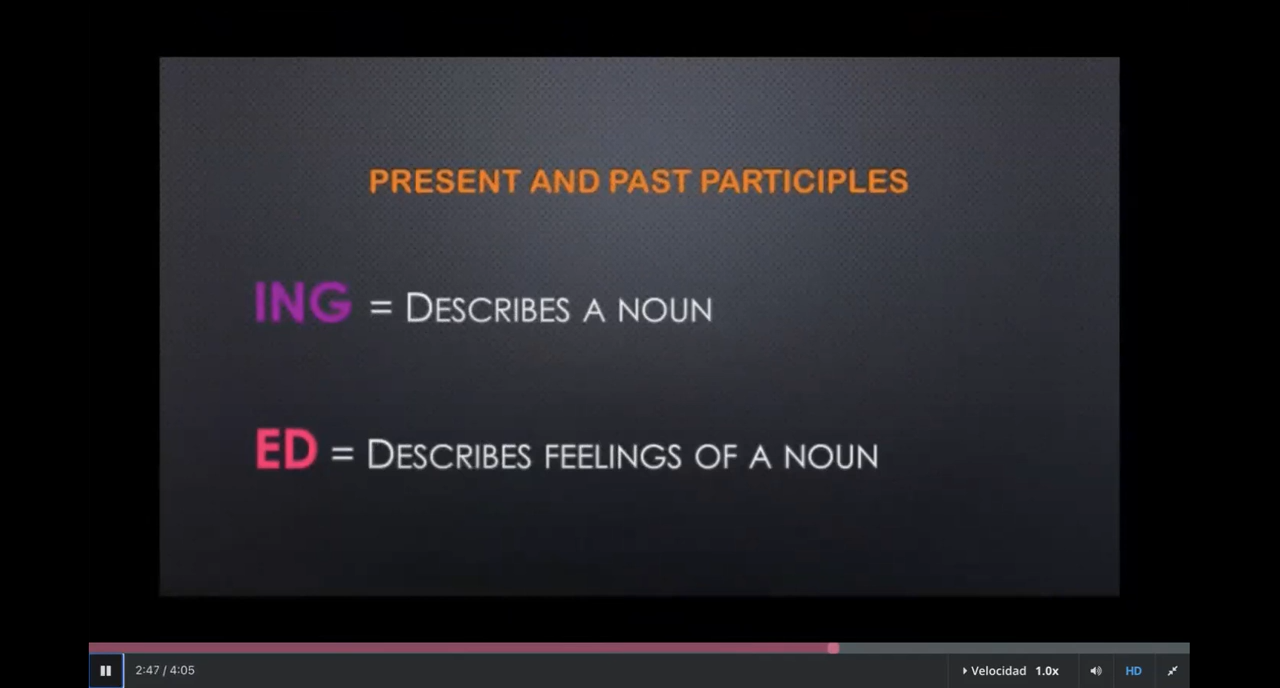 PRESENT AND PAST PARTICIPLES
ING = DESCRIBES A NOUN
ED = DESCRIBES FEELINGS OF A NOUN
2:47 / 4:05
Velocidad 1.0x
HD